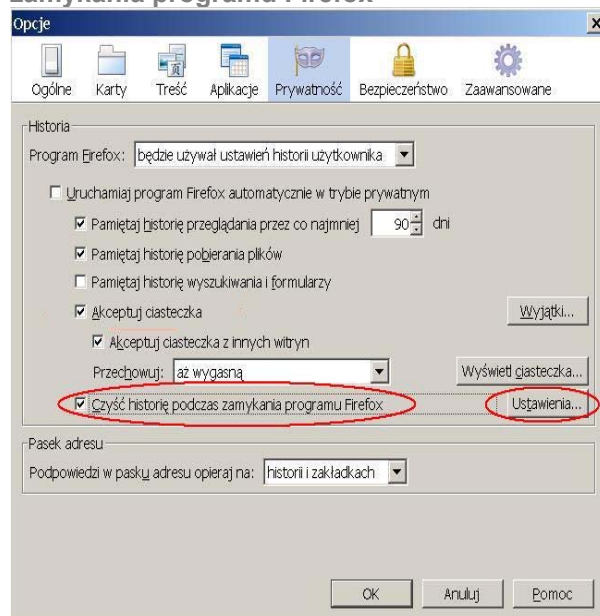 zamykania programu Firefox
Opcje
Ogólne Karty Treść Aplikacje Prywatność Bezpieczeństwo Zaawansowane
Historia
Program Firefox: będzie używał ustawień historii użytkownika
Uruchamiaj program Firefox automatycznie w trybie prywatnym
Pamiętaj historię przeglądania przez co najmniej 90 dni
Pamiętaj historię pobierania plików
Pamiętaj historię wyszukiwania i formularzy
Akceptuj ciasteczka Wyjątki...
Akceptuj ciasteczka z innych witryn
Przechowuj: aż wygasną Wyświetl ciasteczka...
Czyść historię podczas zamykania programu Firefox Ustawienia...
Pasek adresu
Podpowiedzi w pasku adresu opieraj na: historii i zakładkach
OK Anuluj Pomoc